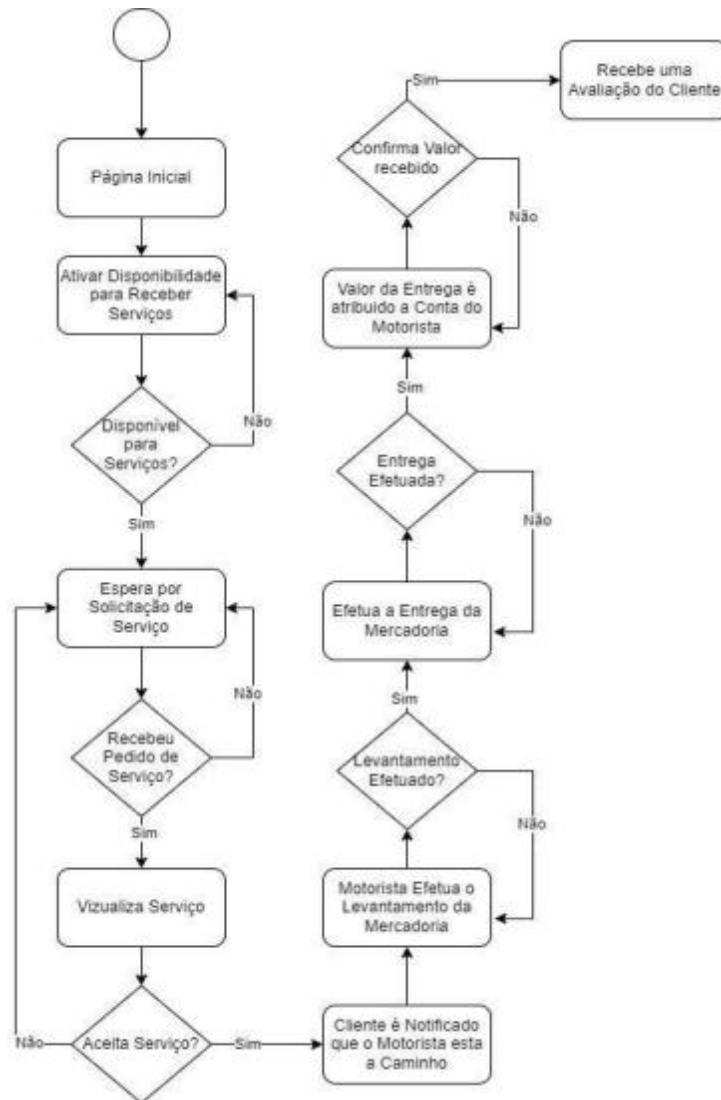 Página Inicial
Ativar Disponibilidade
para Receber
Serviços
Não
Disponível
para
Serviços?
Sim
Espera por
Solicitação de
Serviço
Não
Recebeu
Pedido de
Serviço?
Sim
Vizualiza Serviço
Não
Aceita Serviço?
Sim
Cliente é Notificado
que o Motorista esta
a Caminho
Motorista Efetua o
Levantamento da
Mercadoria
Não
Levantamento
Efetuado?
Sim
Efetua a Entrega da
Mercadoria
Não
Entrega
Efetuada?
Sim
Valor da Entrega é
atribuido a Conta do
Motorista
Não
Confirma Valor
recebido
Sim
Recebe uma
Avaliação do Cliente